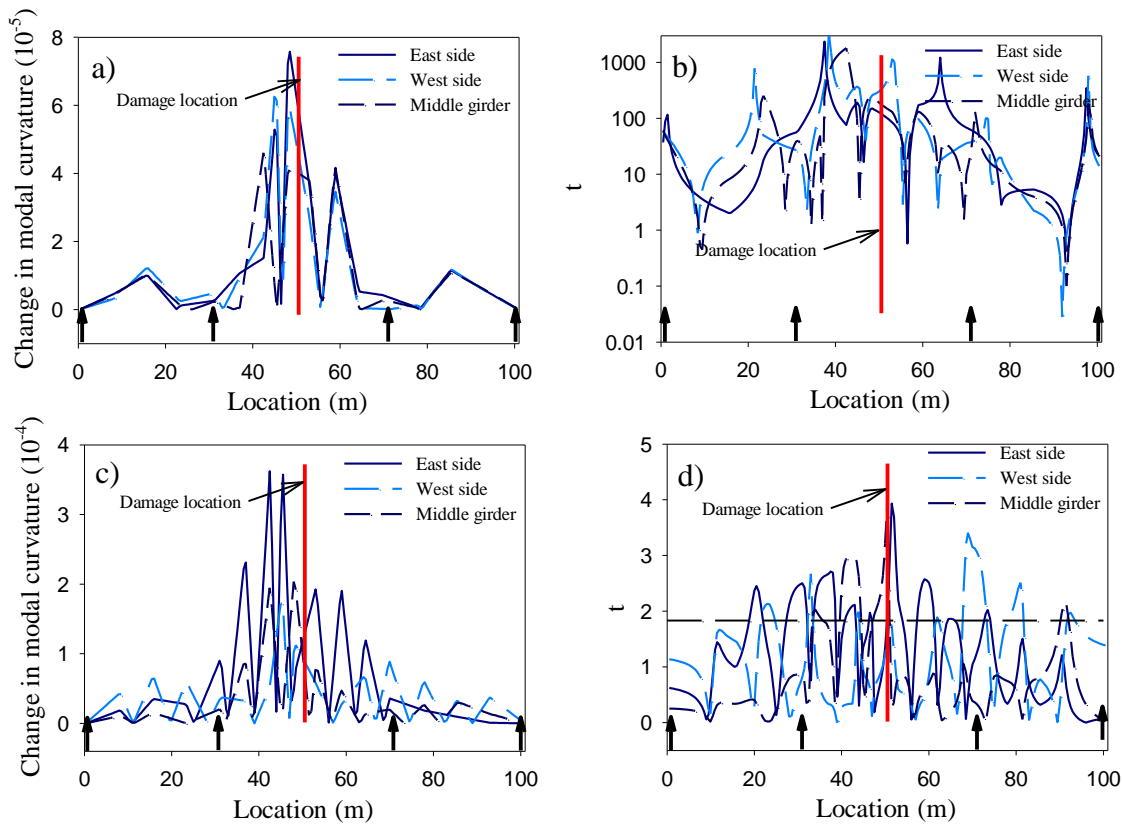 a)
East side
West side
Middle girder
Damage location
Change in modal curvature (10-5)
8
6
4
2
0
0 20 40 60 80 100
Location (m)
b)
East side
West side
Middle girder
Damage location
t
1000
100
10
1
0.1
0.01
0 20 40 60 80 100
Location (m)
c)
East side
West side
Middle girder
Damage location
Change in modal curvature (10-4)
4
3
2
1
0
0 20 40 60 80 100
Location (m)
d)
East side
West side
Middle girder
Damage location
t
5
4
3
2
1
0
0 20 40 60 80 100
Location (m)